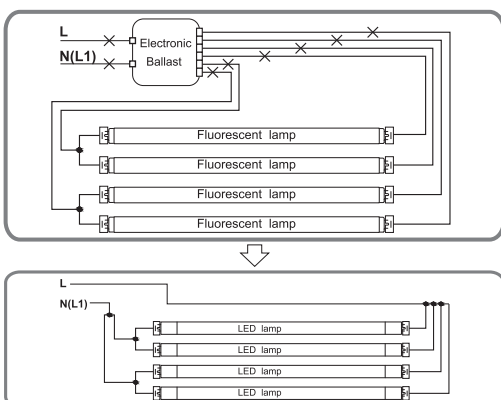 L
N(L1)
Electronic
Ballast
Fluorescent lamp
Fluorescent lamp
Fluorescent lamp
Fluorescent lamp
L
N(L1)
LED lamp
LED lamp
LED lamp
LED lamp